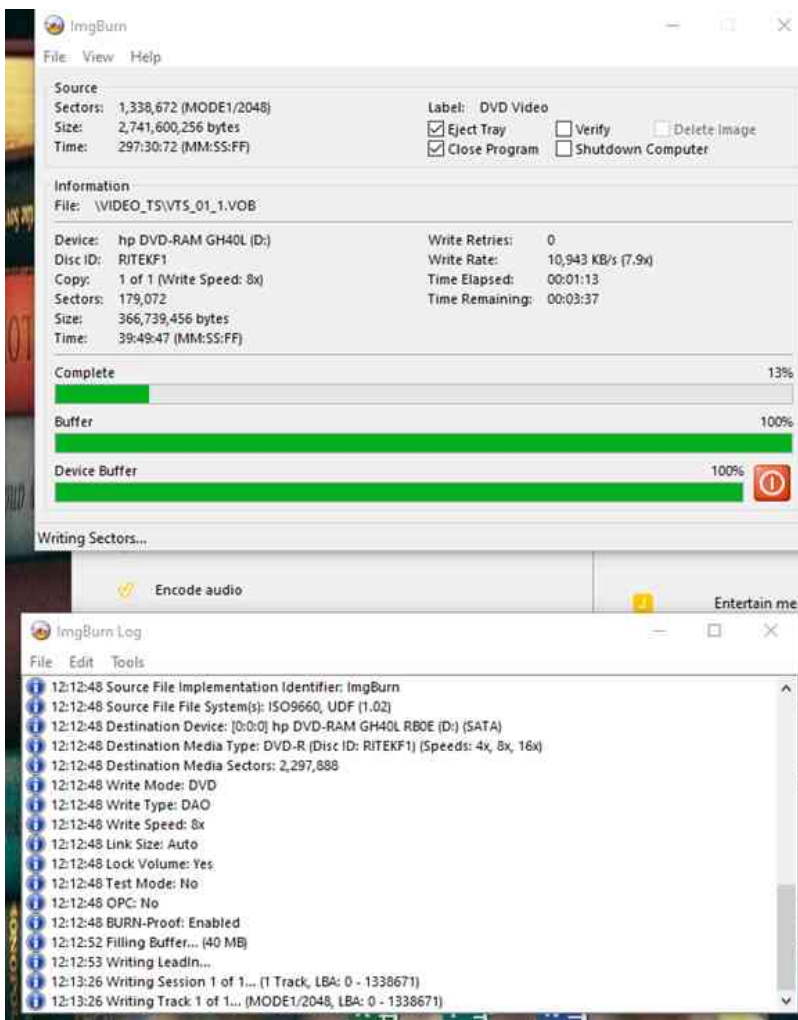 ImgBurn
File View Help
Source
Sectors: 1,338,672 (MODE1/2048)
Label: DVD Video
Size: 2,741,600,256 bytes
Eject Tray Verify Delete Image
Time: 297:30:72 (MM:SS:FF)
Close Program Shutdown Computer
Information
File: \VIDEO_TS\VTS_01_1.VOB
Device: hp DVD-RAM GH40L (D:)
Write Retries: 0
Disc ID: RITEKF1
Write Rate: 10,943 KB/s (7.9x)
Copy: 1 of 1 (Write Speed: 8x)
Time Elapsed: 00:01:13
Sectors: 179,072
Time Remaining: 00:03:37
Size: 366,739,456 bytes
Time: 39:49:47 (MM:SS:FF)
Complete 13%
Buffer 100%
Device Buffer 100%
Writing Sectors...
Encode audio
Entertain me
ImgBurn Log
File Edit Tools
12:12:48 Source File Implementation Identifier: ImgBurn
12:12:48 Source File File System(s): ISO9660, UDF (1.02)
12:12:48 Destination Device: [0:0:0] hp DVD-RAM GH40L RB0E (D:) (SATA)
12:12:48 Destination Media Type: DVD-R (Disc ID: RITEKF1) (Speeds: 4x, 8x, 16x)
12:12:48 Destination Media Sectors: 2,297,888
12:12:48 Write Mode: DVD
12:12:48 Write Type: DAO
12:12:48 Write Speed: 8x
12:12:48 Link Size: Auto
12:12:48 Lock Volume: Yes
12:12:48 Test Mode: No
12:12:48 OPC: No
12:12:48 BURN-Proof: Enabled
12:12:52 Filling Buffer... (40 MB)
12:12:53 Writing LeadIn...
12:13:26 Writing Session 1 of 1... (1 Track, LBA: 0 - 1338671)
12:13:26 Writing Track 1 of 1... (MODE1/2048, LBA: 0 - 1338671)